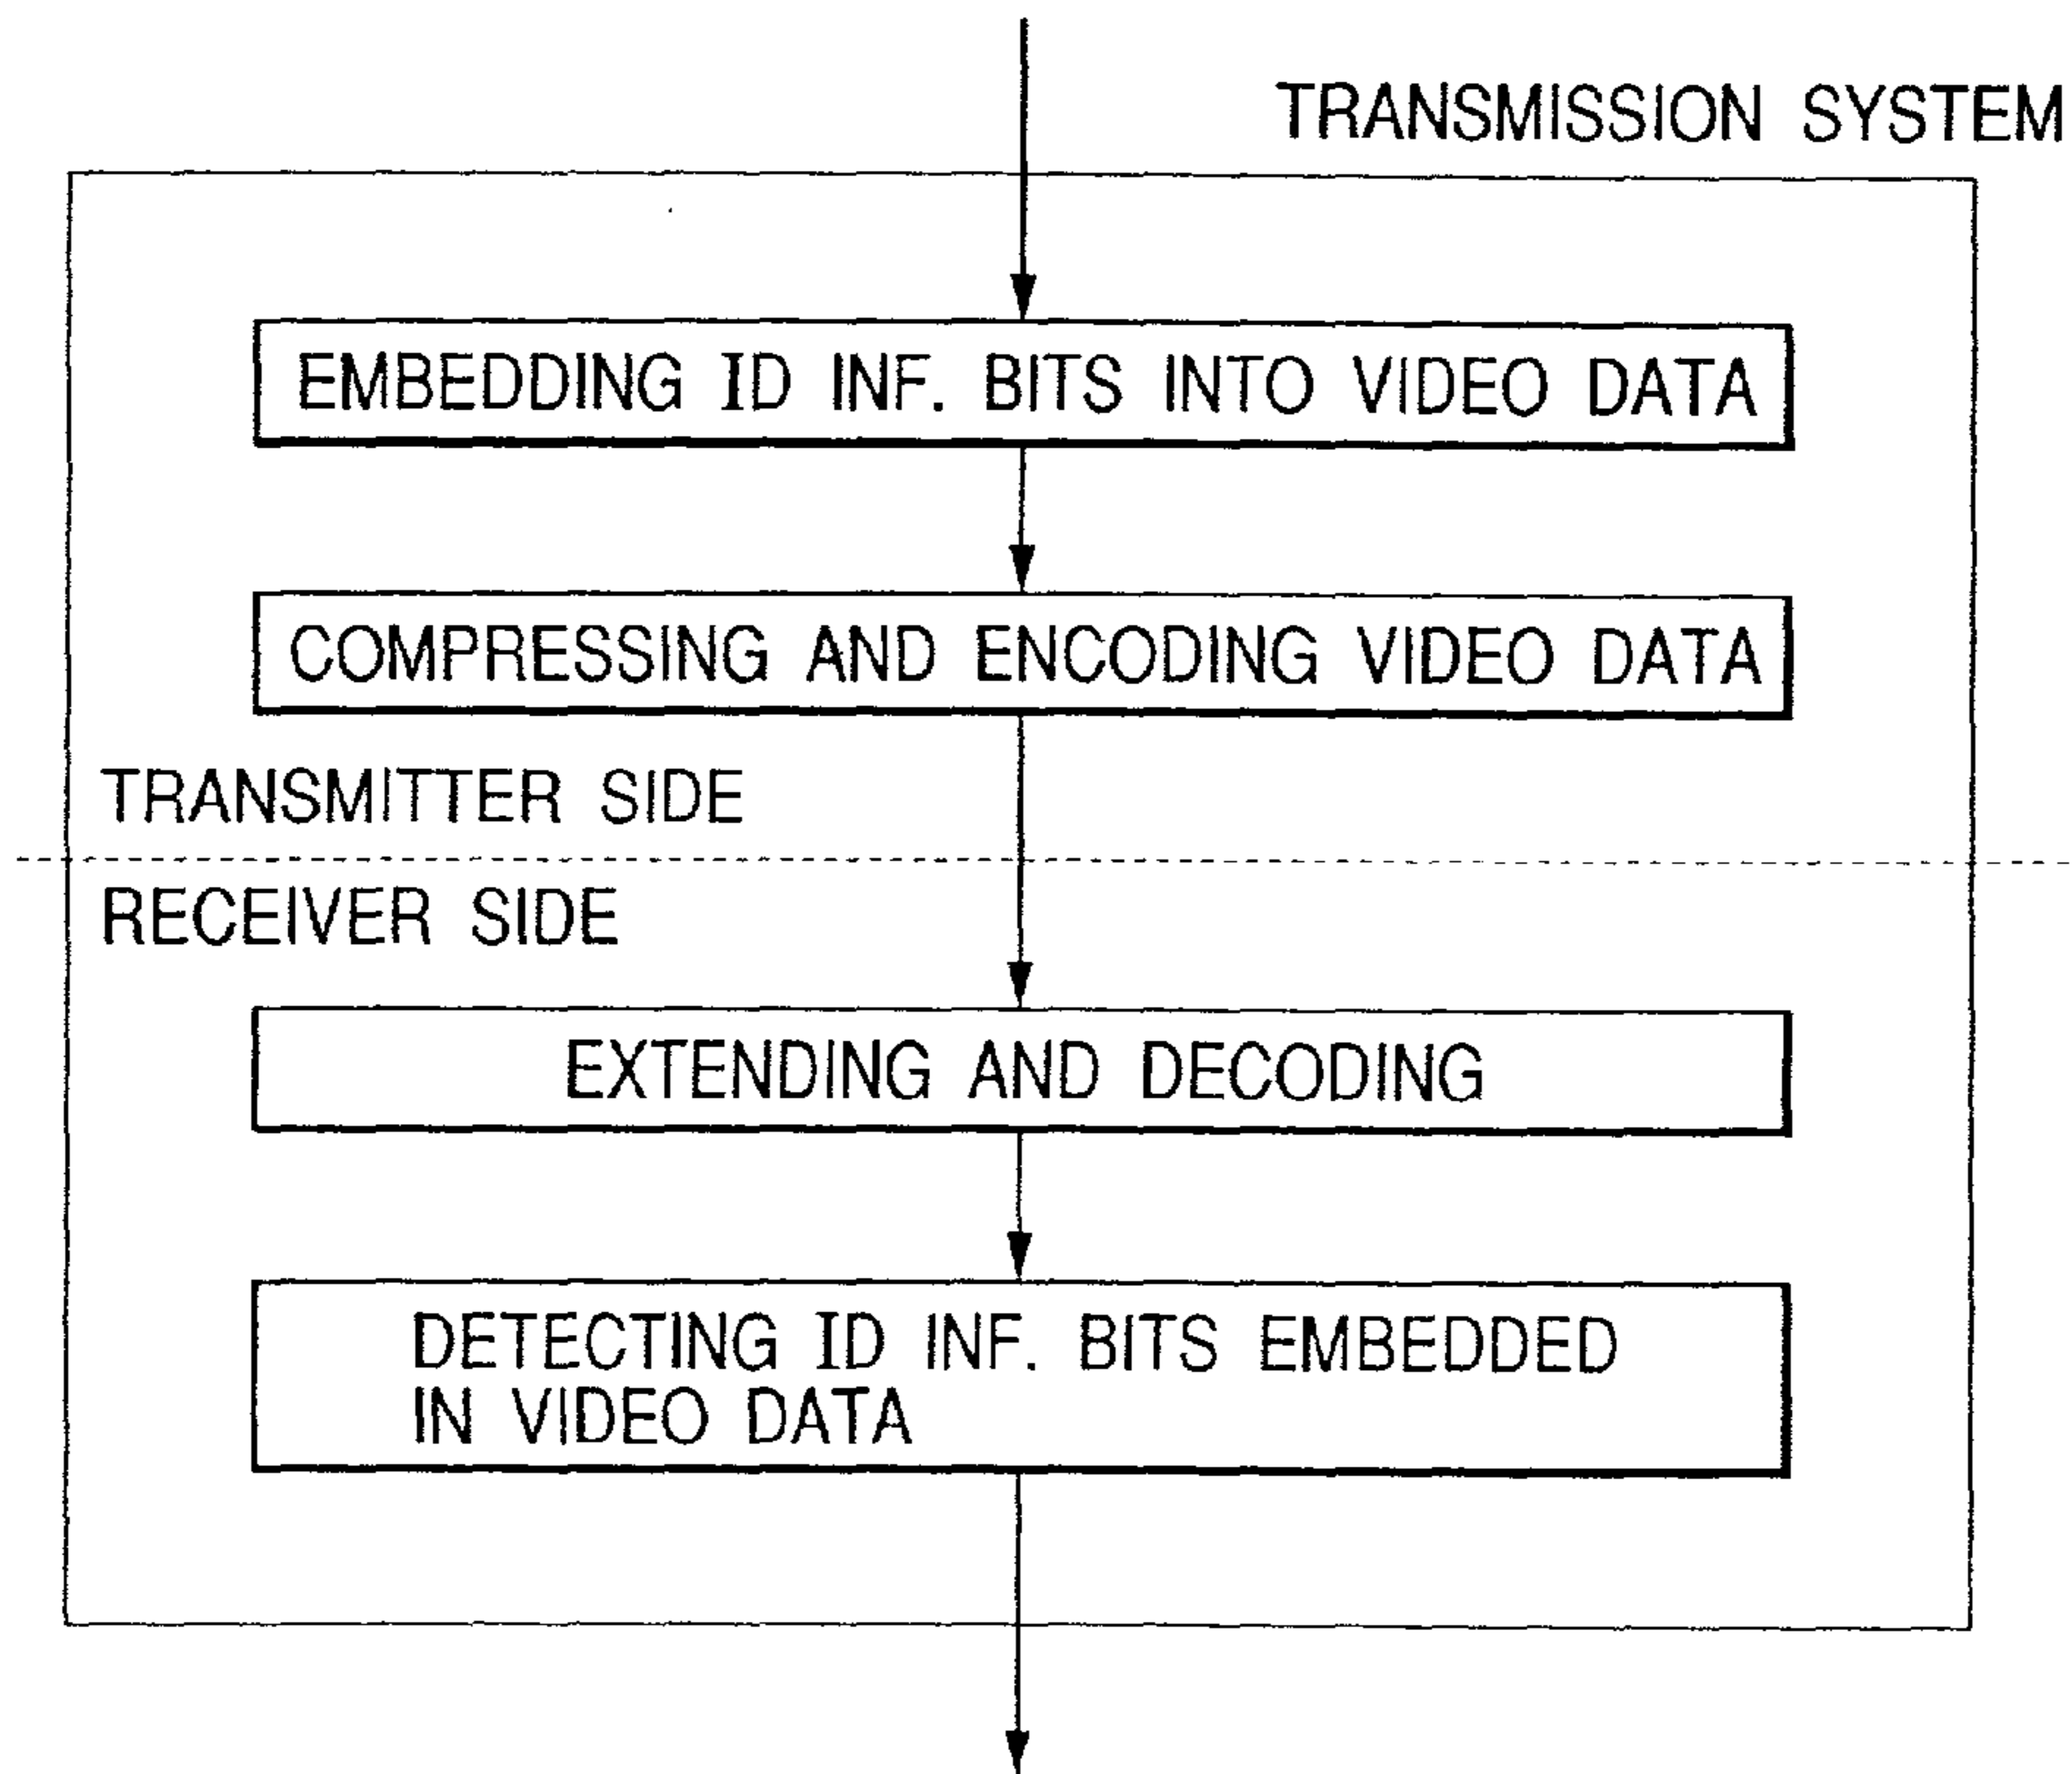 TRANSMISSION SYSTEM
EMBEDDING ID INF. BITS INTO VIDEO DATA
COMPRESSING AND ENCODING VIDEO DATA
TRANSMITTER SIDE
RECEIVER SIDE
EXTENDING AND DECODING
DETECTING ID INF. BITS EMBEDDED
IN VIDEO DATA